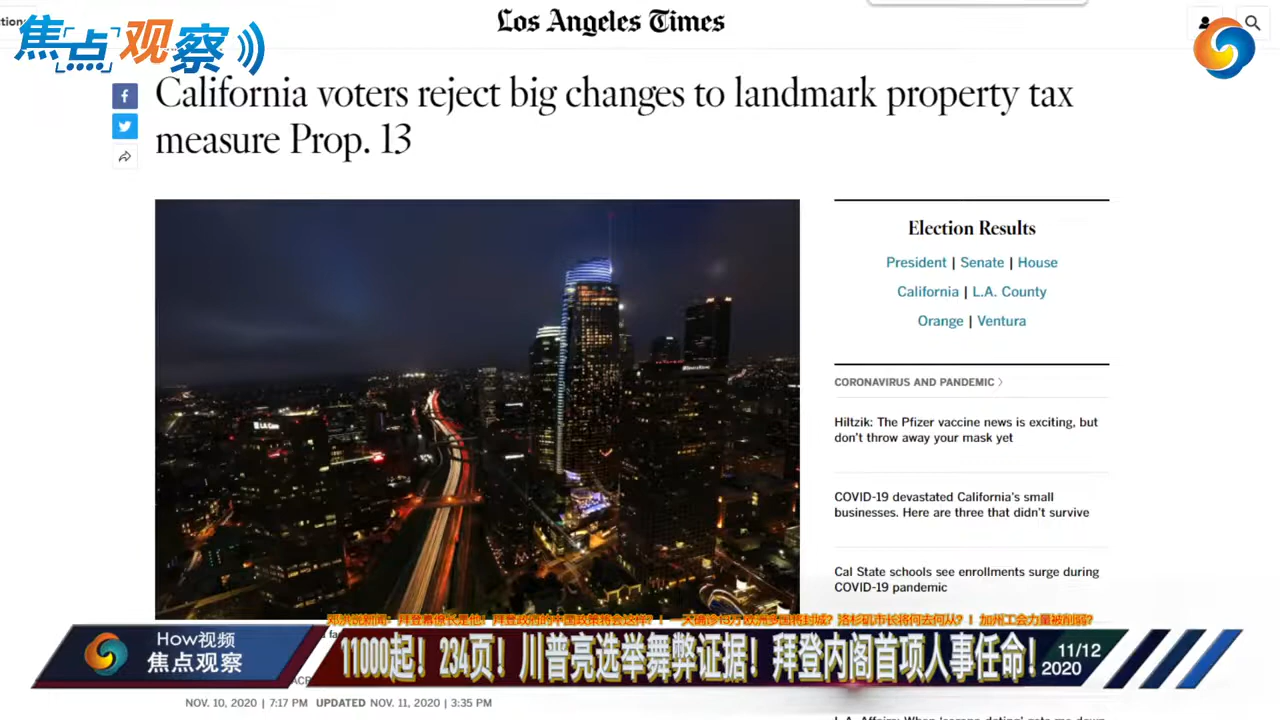 Los Angeles Times
焦点观察
California voters reject big changes to landmark property tax
measure Prop. 13
Election Results
President | Senate | House
California | L.A. County
Orange | Ventura
CORONAVIRUS AND PANDEMIC 〉
Hiltzik: The Pfizer vaccine news is exciting, but
don't throw away your mask yet
COVID-19 devastated California's small
businesses. Here are three that didn't survive
Cal State schools see enrollments surge during
COVID-19 pandemic
How视频
焦点观察
11000起！234页！川普亮选举舞弊证据！拜登内阁首项人事任命！
11/12
2020
NOV. 10, 2020 | 7:17 PM UPDATED NOV. 11, 2020 | 3:35 PM